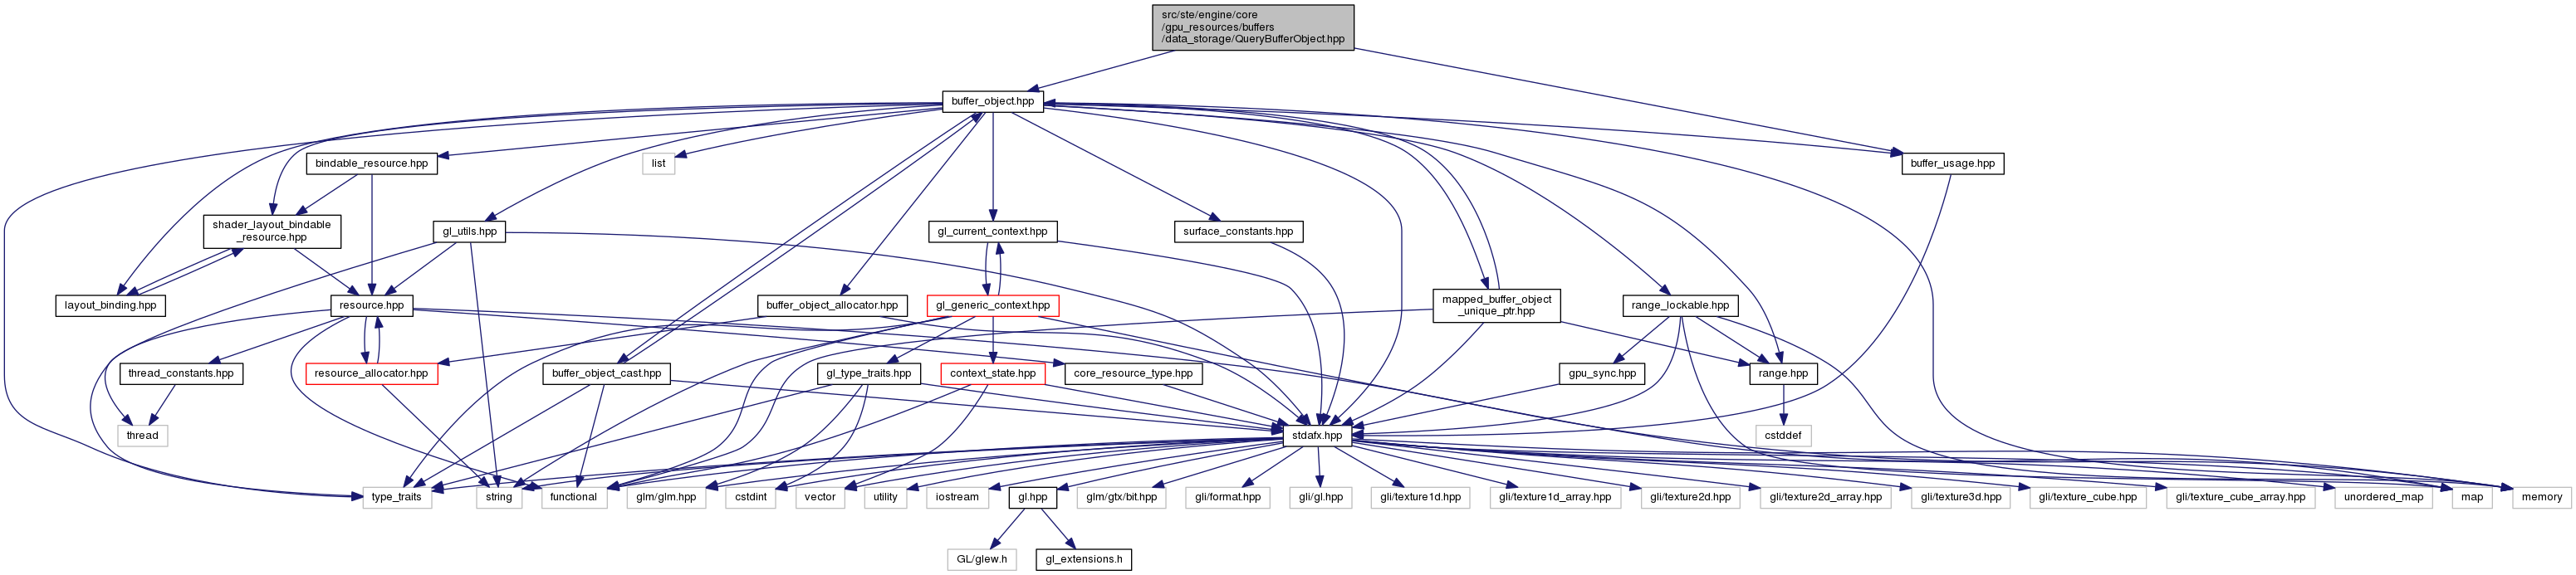 src/ste/engine/core
/gpu_resources/buffers
/data_storage/QueryBufferObject.hpp
buffer_object.hpp
bindable_resource.hpp
list
buffer_usage.hpp
shader_layout_bindable
_resource.hpp
gl_utils.hpp
gl_current_context.hpp
surface_constants.hpp
layout_binding.hpp
resource.hpp
buffer_object_allocator.hpp
gl_generic_context.hpp
mapped_buffer_object
_unique_ptr.hpp
range_lockable.hpp
thread_constants.hpp
resource_allocator.hpp
buffer_object_cast.hpp
gl_type_traits.hpp
context_state.hpp
core_resource_type.hpp
gpu_sync.hpp
range.hpp
thread
stdafx.hpp
cstddef
type_traits
string
functional
glm/glm.hpp
cstdint
vector
utility
iostream
gl.hpp
glm/gtx/bit.hpp
gli/format.hpp
gli/gl.hpp
gli/texture1d.hpp
gli/texture1d_array.hpp
gli/texture2d.hpp
gli/texture2d_array.hpp
gli/texture3d.hpp
gli/texture_cube.hpp
gli/texture_cube_array.hpp
unordered_map
map
memory
GL/glew.h
gl_extensions.h